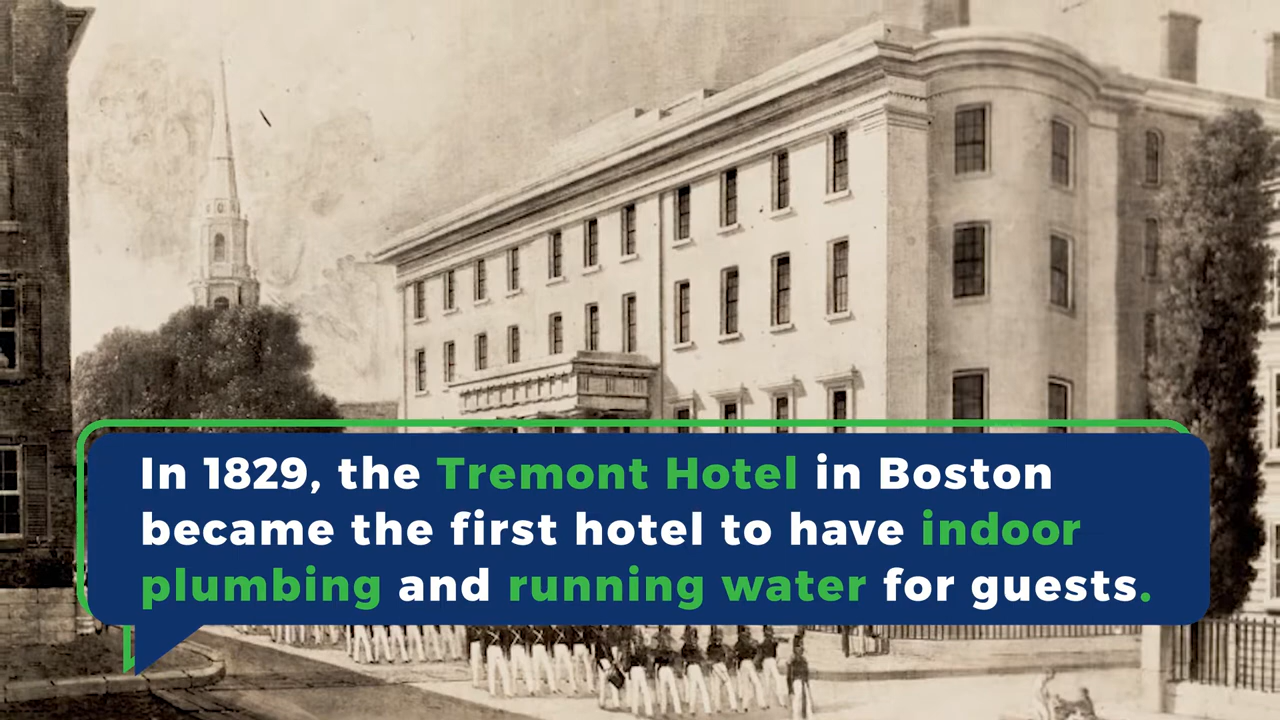 In 1829, the Tremont Hotel in Boston
became the first hotel to have indoor
plumbing and running water for guests.